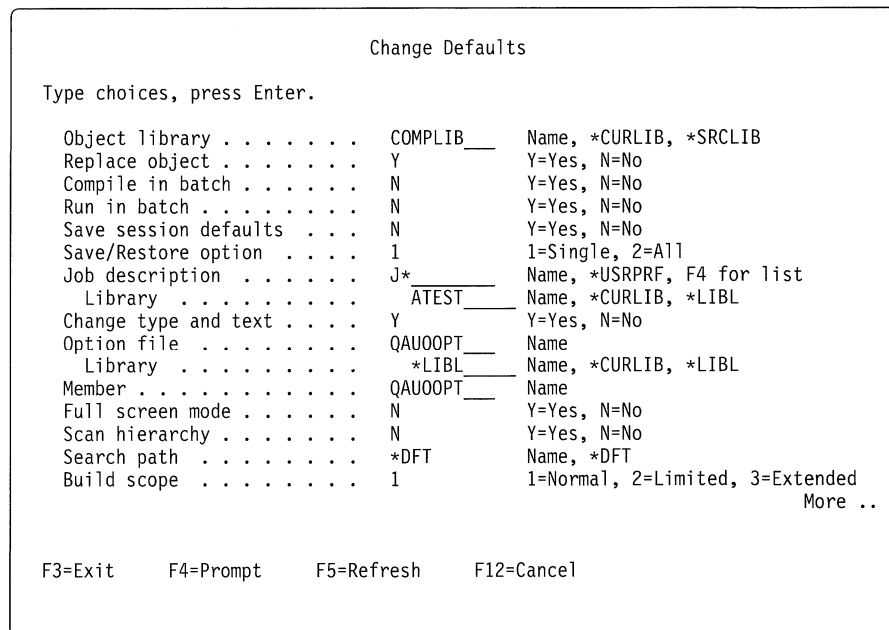 Change Defaults
Type choices, press Enter.
Object library . . . . . . . COMPLIB___ Name, *CURLIB, *SRCLIB
Replace object . . . . . . . Y Y=Yes, N=No
Compile in batch . . . . . . N Y=Yes, N=No
Run in batch . . . . . . . . N Y=Yes, N=No
Save session defaults . . . N Y=Yes, N=No
Save/Restore option . . . . 1 1=Single, 2=All
Job description . . . . . . J*________ Name, *USRPRF, F4 for list
Library . . . . . . . . . ATEST_____ Name, *CURLIB, *LIBL
Change type and text . . . . Y Y=Yes, N=No
Option file . . . . . . . . QAUOOPT___ Name
Library . . . . . . . . . *LIBL_____ Name, *CURLIB, *LIBL
Member . . . . . . . . . . . QAUOOPT___ Name
Full screen mode . . . . . . N Y=Yes, N=No
Scan hierarchy . . . . . . . N Y=Yes, N=No
Search path . . . . . . . . *DFT Name, *DFT
Build scope . . . . . . . . 1 1=Normal, 2=Limited, 3=Extended
More ..
F3=Exit F4=Prompt F5=Refresh F12=Cancel